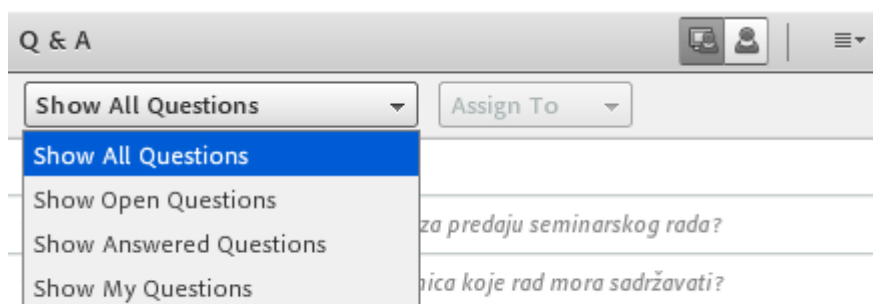 Q & A
Show All Questions
Assign To
Show All Questions
Show Open Questions
za predaju seminarskog rada?
Show Answered Questions
koje rad mora sadržavati?
Show My Questions